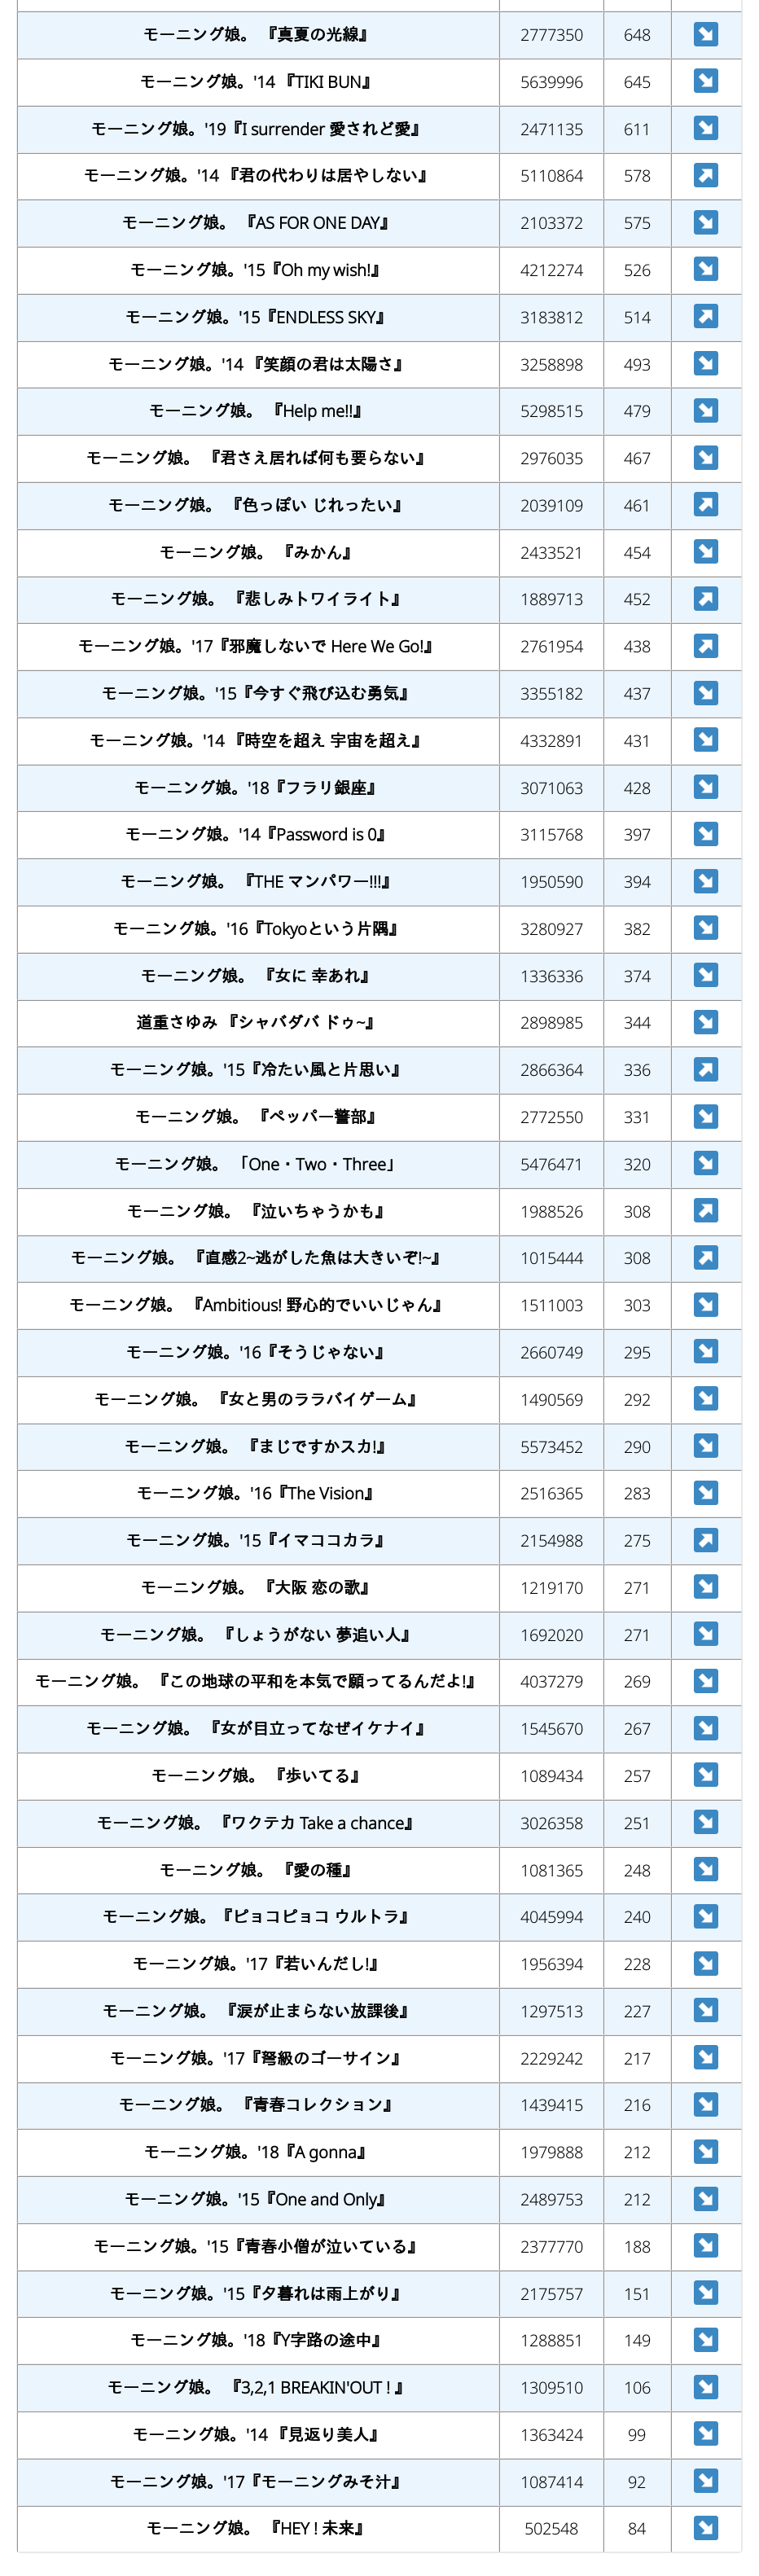 モーニング娘。 『真夏の光線』 2777350 648 ↘
モーニング娘。'14 『TIKI BUN』 5639996 645 ↘
モーニング娘。'19『I surrender 愛されど愛』 2471135 611 ↘
モーニング娘。'14 『君の代わりは居やしない』 5110864 578 ↗
モーニング娘。 『AS FOR ONE DAY』 2103372 575 ↘
モーニング娘。'15『Oh my wish!』 4212274 526 ↘
モーニング娘。'15『ENDLESS SKY』 3183812 514 ↗
モーニング娘。'14 『笑顔の君は太陽さ』 3258898 493 ↘
モーニング娘。 『Help me!!』 5298515 479 ↘
モーニング娘。 『君さえ居れば何も要らない』 2976035 467 ↘
モーニング娘。 『色っぽい じれったい』 2039109 461 ↗
モーニング娘。 『みかん』 2433521 454 ↘
モーニング娘。 『悲しみトワイライト』 1889713 452 ↗
モーニング娘。'17『邪魔しないで Here We Go!』 2761954 438 ↗
モーニング娘。'15『今すぐ飛び込む勇気』 3355182 437 ↘
モーニング娘。'14 『時空を超え 宇宙を超え』 4332891 431 ↘
モーニング娘。'18『フラリ銀座』 3071063 428 ↘
モーニング娘。'14『Password is 0』 3115768 397 ↘
モーニング娘。 『THE マンパワー!!!』 1950590 394 ↘
モーニング娘。'16『Tokyoという片隅』 3280927 382 ↘
モーニング娘。 『女に 幸あれ』 1336336 374 ↘
道重さゆみ 『シャバダバ ドゥ~』 2898985 344 ↘
モーニング娘。'15『冷たい風と片思い』 2866364 336 ↗
モーニング娘。 『ペッパー警部』 2772550 331 ↘
モーニング娘。 「One・Two・Three」 5476471 320 ↘
モーニング娘。 『泣いちゃうかも』 1988526 308 ↗
モーニング娘。 『直感2~逃がした魚は大きいぞ!~』 1015444 308 ↗
モーニング娘。 『Ambitious! 野心的でいいじゃん』 1511003 303 ↘
モーニング娘。'16『そうじゃない』 2660749 295 ↘
モーニング娘。 『女と男のララバイゲーム』 1490569 292 ↘
モーニング娘。 『まじですかスカ!』 5573452 290 ↘
モーニング娘。'16『The Vision』 2516365 283 ↘
モーニング娘。'15『イマココカラ』 2154988 275 ↗
モーニング娘。 『大阪 恋の歌』 1219170 271 ↘
モーニング娘。 『しょうがない 夢追い人』 1692020 271 ↘
モーニング娘。 『この地球の平和を本気で願ってるんだよ!』 4037279 269 ↘
モーニング娘。 『女が目立ってなぜイケナイ』 1545670 267 ↘
モーニング娘。 『歩いてる』 1089434 257 ↘
モーニング娘。 『ワクテカ Take a chance』 3026358 251 ↘
モーニング娘。 『愛の種』 1081365 248 ↘
モーニング娘。『ピョコピョコ ウルトラ』 4045994 240 ↘
モーニング娘。'17『若いんだし!』 1956394 228 ↘
モーニング娘。 『涙が止まらない放課後』 1297513 227 ↘
モーニング娘。'17『弩級のゴーサイン』 2229242 217 ↘
モーニング娘。 『青春コレクション』 1439415 216 ↘
モーニング娘。'18『A gonna』 1979888 212 ↘
モーニング娘。'15『One and Only』 2489753 212 ↘
モーニング娘。'15『青春小僧が泣いている』 2377770 188 ↘
モーニング娘。'15『夕暮れは雨上がり』 2175757 151 ↘
モーニング娘。'18『Y字路の途中』 1288851 149 ↘
モーニング娘。 『3,2,1 BREAKIN'OUT ! 』 1309510 106 ↘
モーニング娘。'14 『見返り美人』 1363424 99 ↘
モーニング娘。'17『モーニングみそ汁』 1087414 92 ↘
モーニング娘。 『HEY ! 未来』 502548 84 ↘